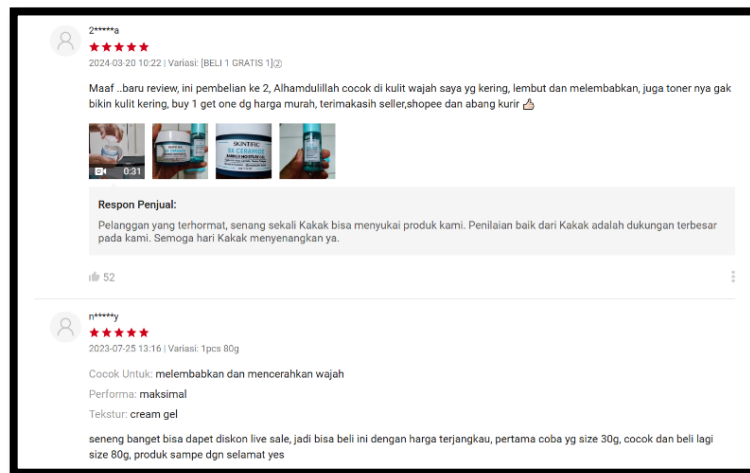 2*****a
2024-03-20 10:22 | Variasi: [BELI 1 GRATIS 1]②
Maaf ..baru review, ini pembelian ke 2, Alhamdulillah cocok di kulit wajah saya yg kering, lembut dan melembabkan, juga toner nya gak
bikin kulit kering, buy 1 get one dg harga murah, terimakasih seller,shopee dan abang kurir 👍🏻
0:31
SKINTIFIC
5X CERAMIDE
Respon Penjual:
Pelanggan yang terhormat, senang sekali Kakak bisa menyukai produk kami. Penilaian baik dari Kakak adalah dukungan terbesar
pada kami. Semoga hari Kakak menyenangkan ya.
52
n*****y
2023-07-25 13:16 | Variasi: 1pcs 80g
Cocok Untuk: melembabkan dan mencerahkan wajah
Performa: maksimal
Tekstur: cream gel
seneng banget bisa dapet diskon live sale, jadi bisa beli ini dengan harga terjangkau, pertama coba yg size 30g, cocok dan beli lagi
size 80g, produk sampe dgn selamat yes